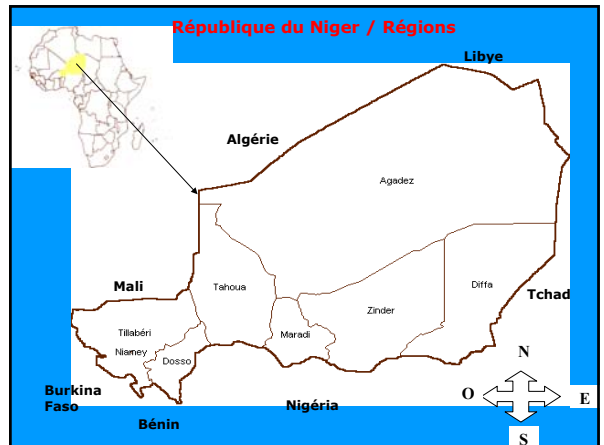 République du Niger / Régions
Libye
Algérie
Agadez
Mali
Tahoua
Diffa
Tchad
Zinder
Maradi
Tillabéri
Niamey
Dosso
Burkina
Faso
Bénin
Nigéria
N
O
E
S